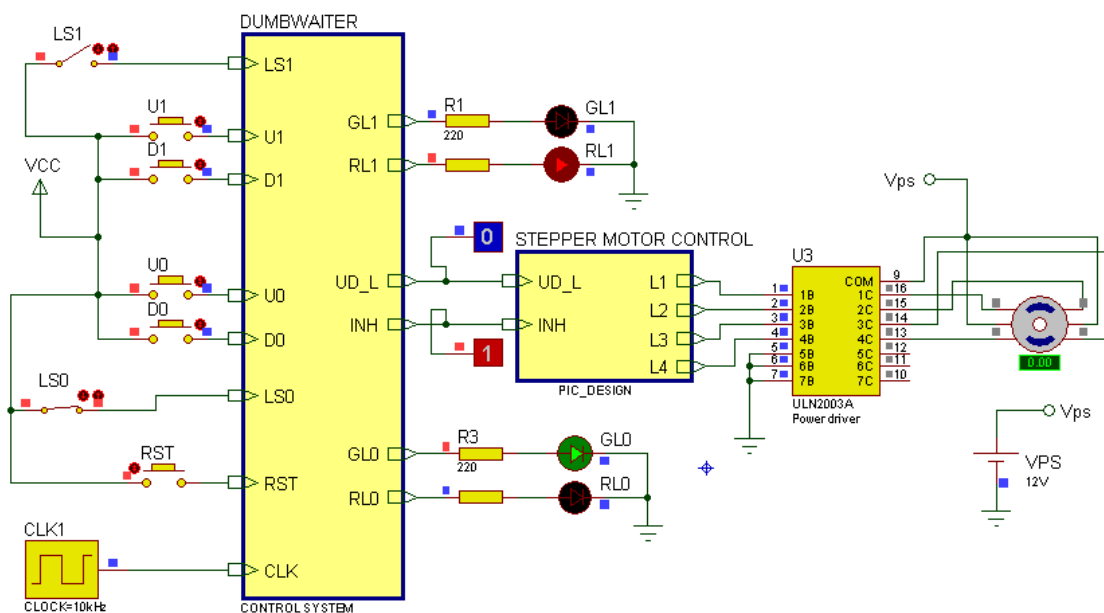 DUMBWAITER
LS1
LS1
U1
U1
D1
D1
VCC
U0
U0
D0
D0
LS0
LS0
RST
RST
CLK1
CLK
CLOCK=10kHz
CONTROL SYSTEM
GL1
RL1
UD_L
INH
GL0
RL0
R1
220
GL1
RL1
0
1
STEPPER MOTOR CONTROL
UD_L
INH
L1
L2
L3
L4
PIC_DESIGN
R3
220
GL0
RL0
Vps
U3
1 1B
2 2B
3 3B
4 4B
5 5B
6 6B
7 7B
COM 9
1C 16
2C 15
3C 14
4C 13
5C 12
6C 11
7C 10
ULN2003A
Power driver
0.00
Vps
VPS
12V